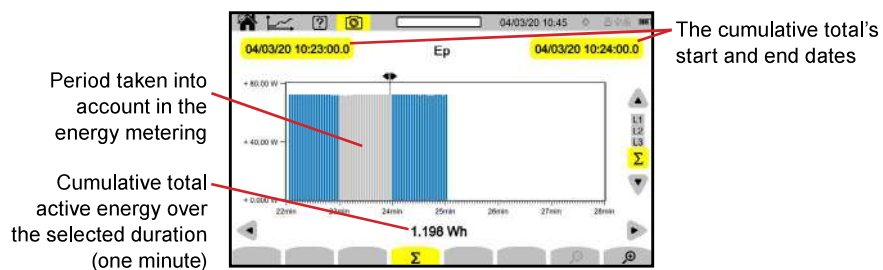 ?
04/03/20 10:45
04/03/20 10:23:00.0
Ep
04/03/20 10:24:00.0
The cumulative total's
start and end dates
Period taken into
account in the
energy metering
+ 80.00 W
+ 40.00 W
+ 0.000 W
22min 23min 24min 25min 26min 27min 28min
L1
L2
L3
Σ
Cumulative total
active energy over
the selected duration
(one minute)
1.198 Wh
Σ